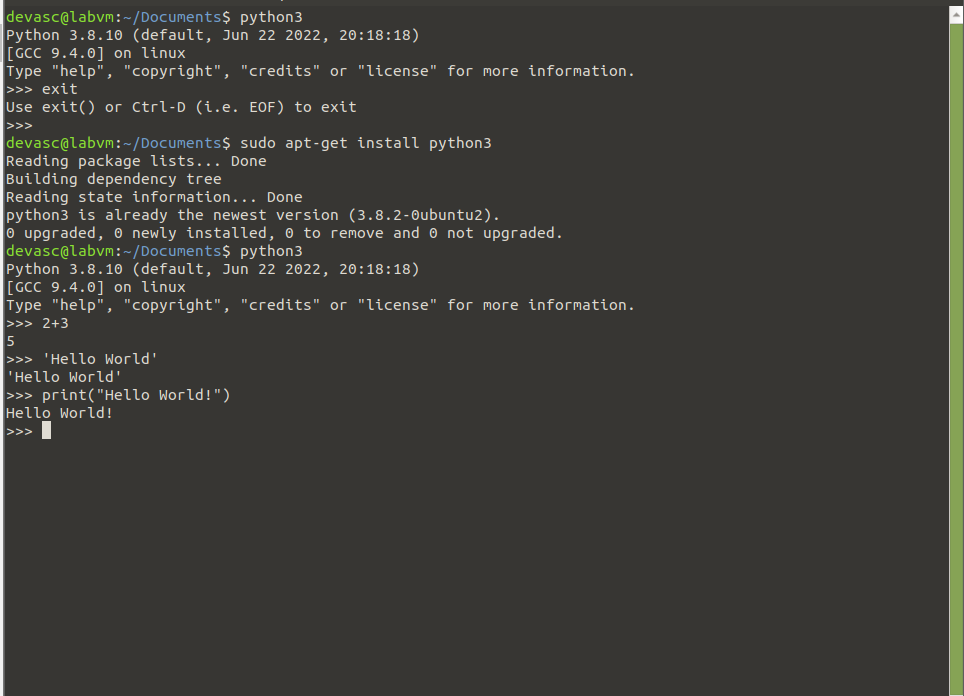 devasc@labvm:~/Documents$ python3
Python 3.8.10 (default, Jun 22 2022, 20:18:18)
[GCC 9.4.0] on linux
Type "help", "copyright", "credits" or "license" for more information.
>>> exit
Use exit() or Ctrl-D (i.e. EOF) to exit
>>>
devasc@labvm:~/Documents$ sudo apt-get install python3
Reading package lists... Done
Building dependency tree
Reading state information... Done
python3 is already the newest version (3.8.2-0ubuntu2).
0 upgraded, 0 newly installed, 0 to remove and 0 not upgraded.
devasc@labvm:~/Documents$ python3
Python 3.8.10 (default, Jun 22 2022, 20:18:18)
[GCC 9.4.0] on linux
Type "help", "copyright", "credits" or "license" for more information.
>>> 2+3
5
>>> 'Hello World'
'Hello World'
>>> print("Hello World!")
Hello World!
>>>